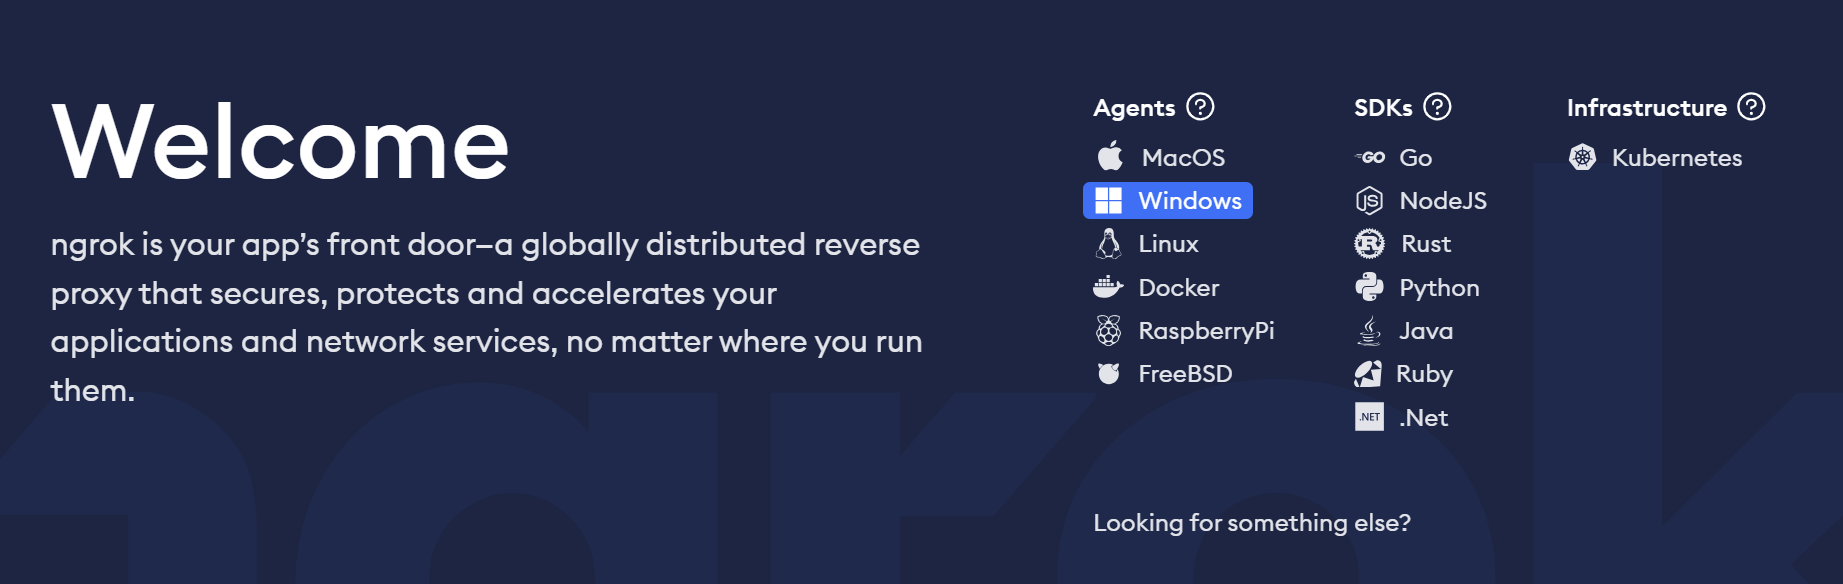 Welcome
ngrok is your app’s front door—a globally distributed reverse
proxy that secures, protects and accelerates your
applications and network services, no matter where you run
them.
Agents ?
MacOS
Windows
Linux
Docker
RaspberryPi
FreeBSD
SDKs ?
GO Go
JS NodeJS
R Rust
Python
Java
Ruby
.NET .Net
Infrastructure ?
Kubernetes
Looking for something else?
ngrok